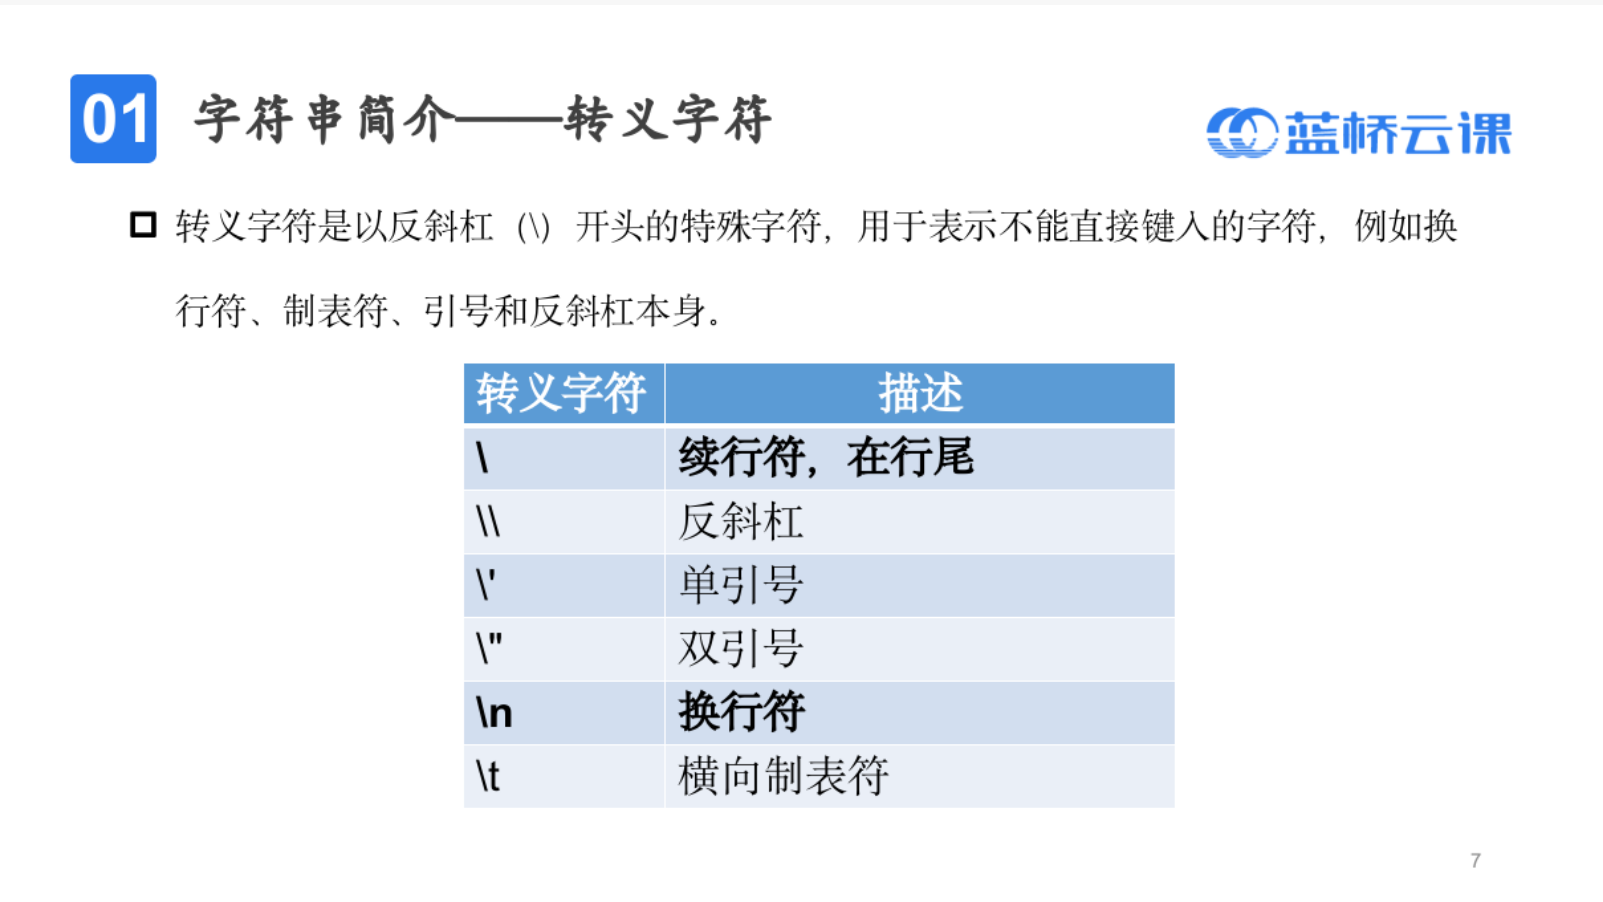 01 字符串简介——转义字符
蓝桥云课
转义字符是以反斜杠（\）开头的特殊字符，用于表示不能直接键入的字符，例如换
行符、制表符、引号和反斜杠本身。
转义字符 描述
\ 续行符，在行尾
\\ 反斜杠
\' 单引号
\" 双引号
\n 换行符
\t 横向制表符
7